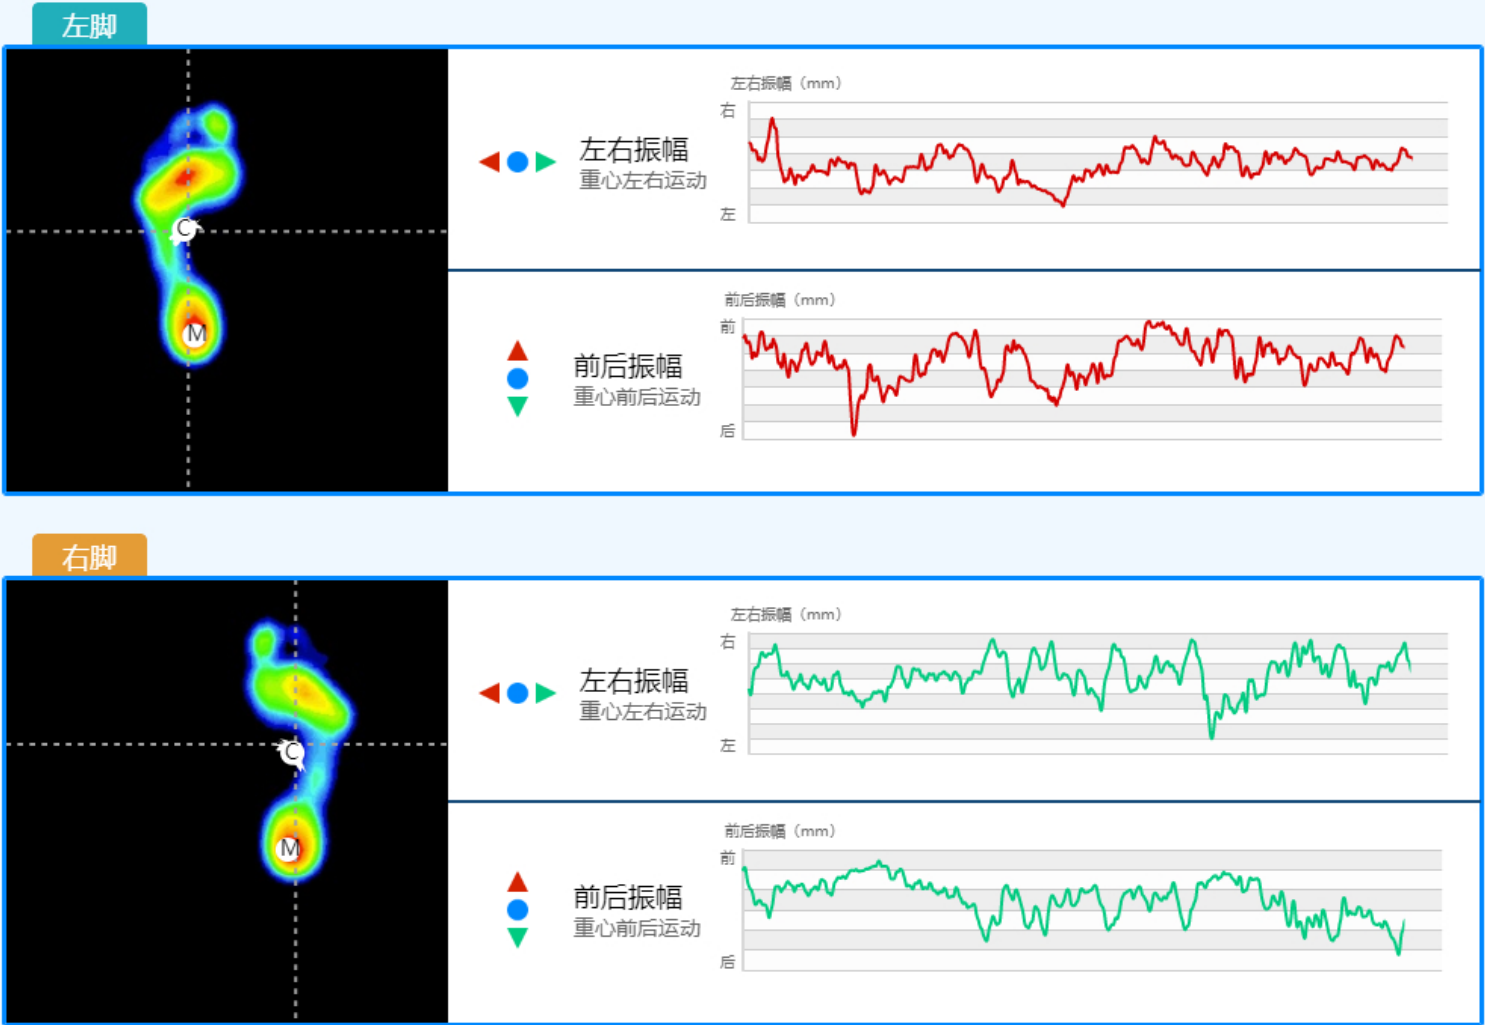 左脚
左右振幅（mm）
右
左右振幅
重心左右运动
左
C
M
前后振幅（mm）
前
前后振幅
重心前后运动
后
右脚
左右振幅（mm）
右
左右振幅
重心左右运动
左
C
M
前后振幅（mm）
前
前后振幅
重心前后运动
后